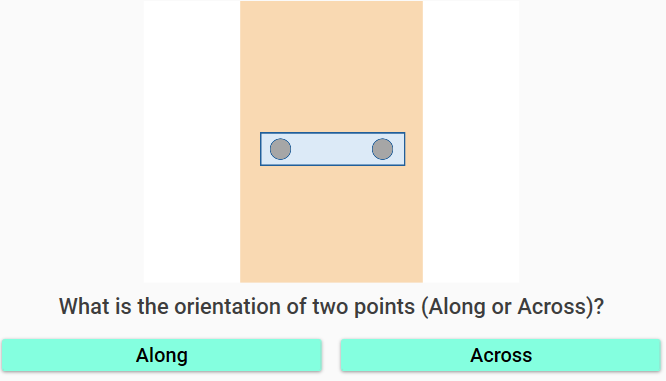 What is the orientation of two points (Along or Across)?
Along
Across